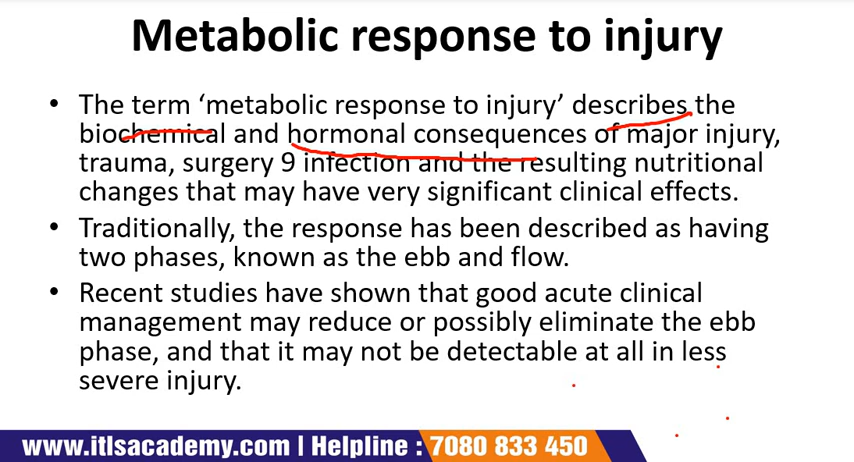 Metabolic response to injury
• The term ‘metabolic response to injury’ describes the
biochemical and hormonal consequences of major injury,
trauma, surgery 9 infection and the resulting nutritional
changes that may have very significant clinical effects.
• Traditionally, the response has been described as having
two phases, known as the ebb and flow.
• Recent studies have shown that good acute clinical
management may reduce or possibly eliminate the ebb
phase, and that it may not be detectable at all in less
severe injury.
www.itlsacademy.com | Helpline : 7080 833 450